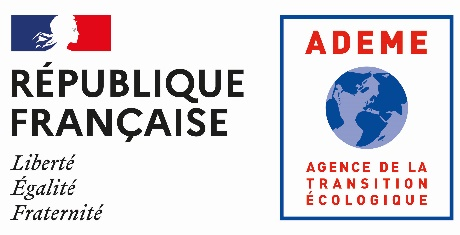 RÉPUBLIQUE
FRANÇAISE
Liberté
Égalité
Fraternité
ADEME
AGENCE DE LA
TRANSITION
ÉCOLOGIQUE